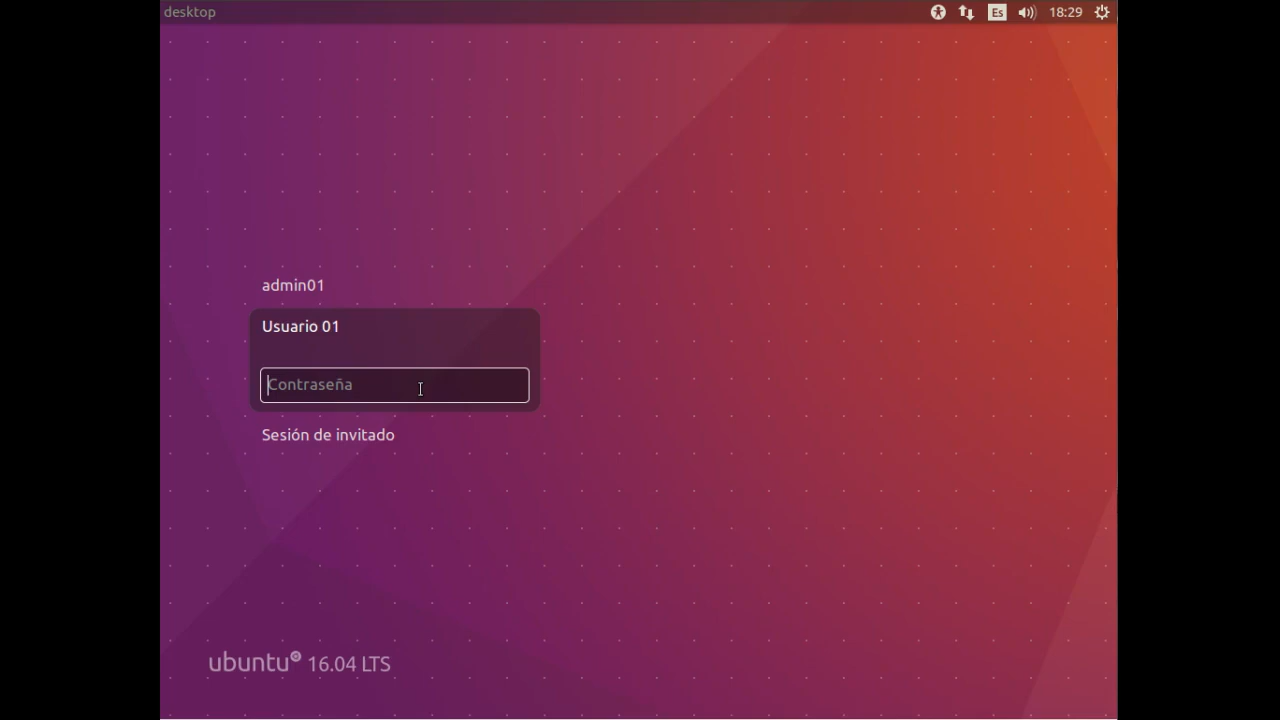 desktop
Es
18:29
admin01
Usuario 01
Contraseña
Sesión de invitado
ubuntu 16.04 LTS